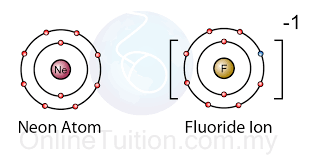 -1
Ne
F
Neon Atom
Fluoride Ion
OnlineTuition.com.my